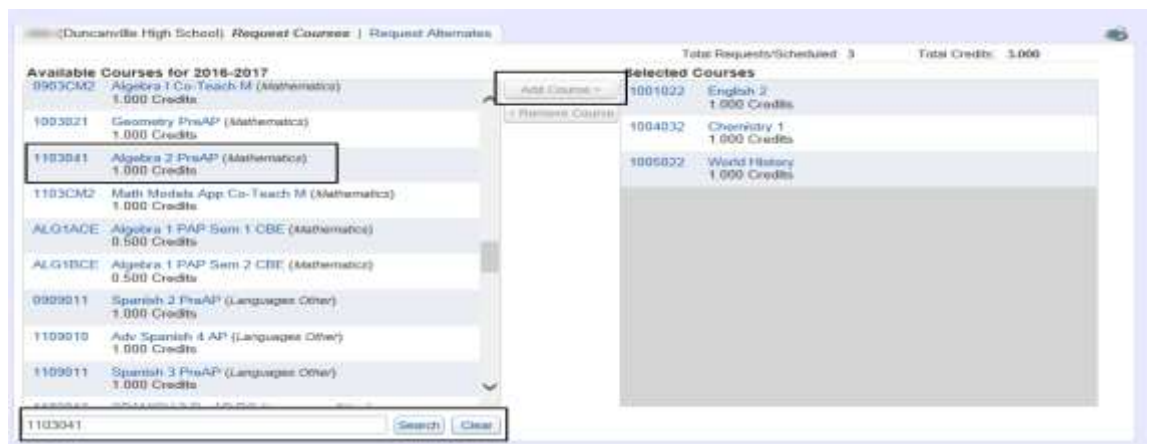 (Duncanville High School) Request Courses | Request Alternates
Total Requests/Scheduled 3 Total Credits: 3.000
Available Courses for 2016-2017
0903CM2 Algebra I Co-Teach M (Mathematics)
1.000 Credits
1003021 Geometry PreAP (Mathematics)
1.000 Credits
1103041 Algebra 2 PreAP (Mathematics)
1.000 Credits
1103CM2 Math Models App Co-Teach M (Mathematics)
1.000 Credits
ALG1ACE Algebra 1 PAP Sem 1 CBE (Mathematics)
0.500 Credits
ALG1BCE Algebra 1 PAP Sem 2 CBE (Mathematics)
0.500 Credits
0909011 Spanish 2 PreAP (Languages Other)
1.000 Credits
1109010 Adv Spanish 4 AP (Languages Other)
1.000 Credits
1109011 Spanish 3 PreAP (Languages Other)
1.000 Credits
1103041 Search Clear
Add Course >
< Remove Course
Selected Courses
1001022 English 2
1.000 Credits
1004032 Chemistry 1
1.000 Credits
1005022 World History
1.000 Credits